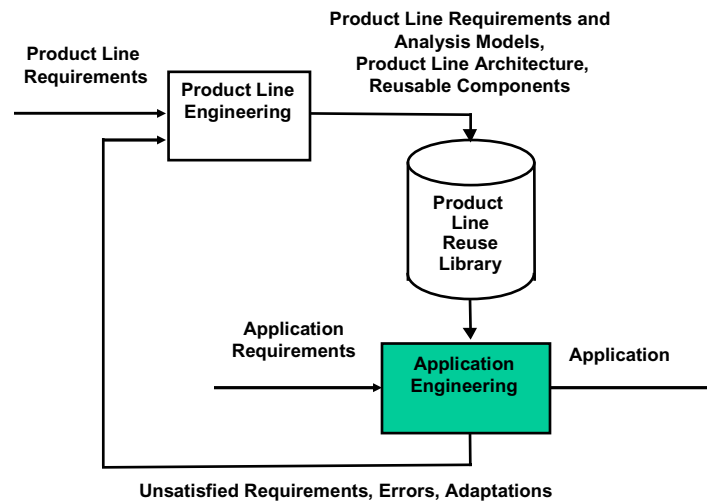 Product Line Requirements and
Analysis Models,
Product Line Architecture,
Reusable Components
Product Line
Requirements
Product Line
Engineering
Product
Line
Reuse
Library
Application
Requirements
Application
Engineering
Application
Unsatisfied Requirements, Errors, Adaptations